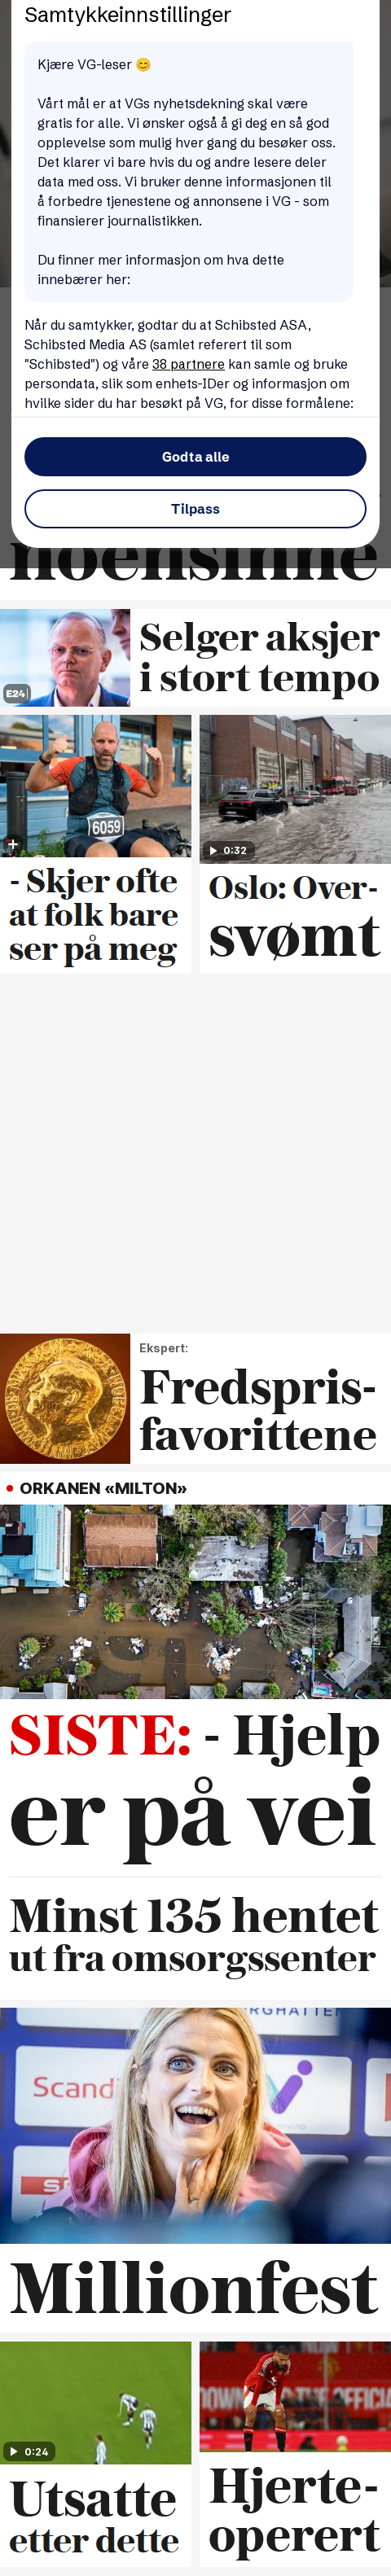 Samtykkeinnstillinger
Kjære VG-leser 😊
Vårt mål er at VGs nyhetsdekning skal være
gratis for alle. Vi ønsker også å gi deg en så god
opplevelse som mulig hver gang du besøker oss.
Det klarer vi bare hvis du og andre lesere deler
data med oss. Vi bruker denne informasjonen til
å forbedre tjenestene og annonsene i VG - som
finansierer journalistikken.
Du finner mer informasjon om hva dette
innebærer her:
Når du samtykker, godtar du at Schibsted ASA,
Schibsted Media AS (samlet referert til som
"Schibsted") og våre 38 partnere kan samle og bruke
persondata, slik som enhets-IDer og informasjon om
hvilke sider du har besøkt på VG, for disse formålene:
Godta alle
Tilpass
noensinne
E24
Selger aksjer
i stort tempo
6059
- Skjer ofte
at folk bare
ser på meg
0:32
Oslo: Over-
svømt
Ekspert:
Fredspris-
favorittene
ORKANEN «MILTON»
SISTE: - Hjelp
er på vei
Minst 135 hentet
ut fra omsorgssenter
Scandi
Millionfest
0:24
Utsatte
etter dette
Hjerte-
operert